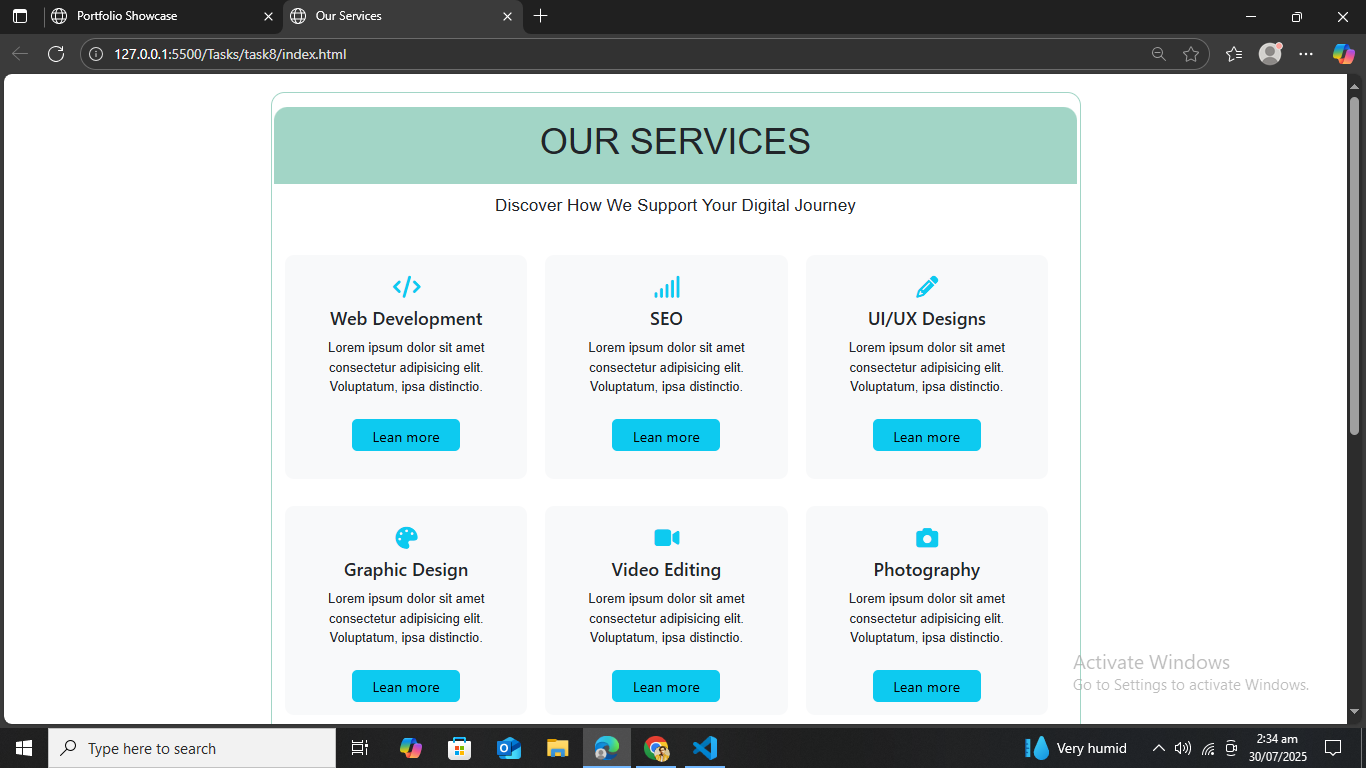 Portfolio Showcase
Our Services
127.0.0.1:5500/Tasks/task8/index.html
OUR SERVICES
Discover How We Support Your Digital Journey
Web Development
Lorem ipsum dolor sit amet
consectetur adipisicing elit.
Voluptatum, ipsa distinctio.
Lean more
SEO
Lorem ipsum dolor sit amet
consectetur adipisicing elit.
Voluptatum, ipsa distinctio.
Lean more
UI/UX Designs
Lorem ipsum dolor sit amet
consectetur adipisicing elit.
Voluptatum, ipsa distinctio.
Lean more
Graphic Design
Lorem ipsum dolor sit amet
consectetur adipisicing elit.
Voluptatum, ipsa distinctio.
Lean more
Video Editing
Lorem ipsum dolor sit amet
consectetur adipisicing elit.
Voluptatum, ipsa distinctio.
Lean more
Photography
Lorem ipsum dolor sit amet
consectetur adipisicing elit.
Voluptatum, ipsa distinctio.
Lean more
Activate Windows
Go to Settings to activate Windows.
Type here to search
Very humid
2:34 am
30/07/2025